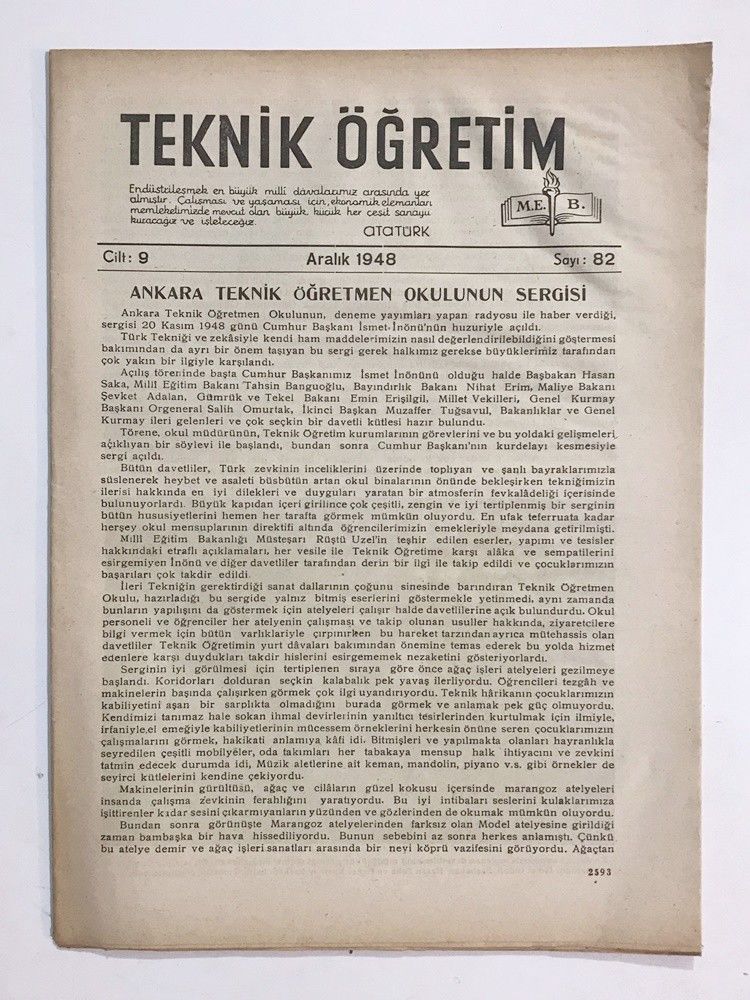 TEKNİK ÖĞRETİM
Endüstrileşmek en büyük millî davalarımız arasında yer
almıştır. Çalışması ve yaşaması için, ekonomik elemanları
memleketimizde mevcut olan büyük, küçük her çeşit sanayii
kuracağız ve işleteceğiz.
ATATÜRK
M.E. B.
Cilt: 9 Aralık 1948 Sayı: 82
ANKARA TEKNİK ÖĞRETMEN OKULUNUN SERGİSİ
Ankara Teknik Öğretmen Okulunun, deneme yayımları yapan radyosu ile haber verdiği,
sergisi 20 Kasım 1948 günü Cumhur Başkanı İsmet İnönü'nün huzuriyle açıldı.
Türk Tekniği ve zekâsiyle kendi ham maddelerimizin nasıl değerlendirilebildiğini göstermesi
bakımından da ayrı bir önem taşıyan bu sergi gerek halkımız gerekse büyüklerimiz tarafından
çok yakın bir ilgiyle karşılandı.
Açılış töreninde başta Cumhur Başkanımız İsmet İnönünü olduğu halde Başbakan Hasan
Saka, Millî Eğitim Bakanı Tahsin Banguoğlu, Bayındırlık Bakanı Nihat Erim, Maliye Bakanı
Şevket Adalan, Gümrük ve Tekel Bakanı Emin Erişilgil, Millet Vekilleri, Genel Kurmay
Başkanı Orgeneral Salih Omurtak, İkinci Başkan Muzaffer Tuğsavul, Bakanlıklar ve Genel
Kurmay ileri gelenleri ve çok seçkin bir davetli kütlesi hazır bulundu.
Törene, okul müdürünün, Teknik Öğretim kurumlarının görevlerini ve bu yoldaki gelişmeleri,
açıklıyan bir söylevi ile başlandı, bundan sonra Cumhur Başkanı'nın kurdelayı kesmesiyle
sergi açıldı.
Bütün davetliler, Türk zevkinin inceliklerini üzerinde toplıyan ve şanlı bayraklarımızla
süslenerek heybet ve asaleti büsbütün artan okul binalarının önünde bekleşirken tekniğimizin
ilerisi hakkında en iyi dilekleri ve duyguları yaratan bir atmosferin fevkalâdeliği içerisinde
bulunuyorlardı. Büyük kapıdan içeri girilince çok çeşitli, zengin ve iyi tertiplenmiş bir serginin
bütün hususiyetlerini hemen her tarafta görmek mümkün oluyordu. En ufak teferruata kadar
herşey okul mensuplarının direktifi altında öğrencilerimizin emekleriyle meydana getirilmişti.
Millî Eğitim Bakanlığı Müsteşarı Rüştü Uzel'in teşhir edilen eserler, yapımı ve tesisler
hakkındaki etraflı açıklamaları, her vesile ile Teknik Öğretime karşı alâka ve sempatilerini
esirgemiyen İnönü ve diğer davetliler tarafından derin bir ilgi ile takip edildi ve çocuklarımızın
başarıları çok takdir edildi.
İleri Tekniğin gerektirdiği sanat dallarının çoğunu sinesinde barındıran Teknik Öğretmen
Okulu, hazırladığı bu sergide yalnız bitmiş eserlerini göstermekle yetinmedi, aynı zamanda
bunların yapılışını da göstermek için atelyeleri çalışır halde davetlilerine açık bulundurdu. Okul
personeli ve öğrenciler her atelyenin çalışması ve takip olunan usuller hakkında, ziyaretcilere
bilgi vermek için bütün varlıklariyle çırpınırken bu hareket tarzından ayrıca mütehassis olan
davetliler Teknik Öğretimin yurt dâvaları bakımından önemine temas ederek bu yolda hizmet
edenlere karşı duydukları takdir hislerini esirgememek nezaketini gösteriyorlardı.
Serginin iyi görülmesi için tertiplenen sıraya göre önce ağaç işleri atelyeleri gezilmeye
başlandı. Koridorları dolduran seçkin kalabalık pek yavaş ilerliyordu. Öğrencileri tezgâh ve
makinelerin başında çalışırken görmek çok ilgi uyandırıyordu. Teknik hârikanın çocuklarımızın
kabiliyetini aşan bir sarplıkta olmadığını burada görmek ve anlamak pek güç olmuyordu.
Kendimizi tanımaz hale sokan ihmal devirlerinin yanıltıcı tesirlerinden kurtulmak için ilmiyle,
irfaniyle,el emeğiyle kabiliyetlerinin mücessem örneklerini herkesin önüne seren çocuklarımızın
çalışmalarını görmek, hakikati anlamıya kâfi idi. Bitmişleri ve yapılmakta olanları hayranlıkla
seyredilen çeşitli mobilyeler, oda takımları her tabakaya mensup halk ihtiyacını ve zevkini
tatmin edecek durumda idi, Müzik aletlerine ait keman, mandolin, piyano v.s. gibi örnekler de
seyirci kütlelerini kendine çekiyordu.
Makinelerinin gürültüsü, ağaç ve cilâların güzel kokusu içersinde marangoz atelyeleri
insanda çalışma zevkinin ferahlığını yaratıyordu. Bu iyi intibaları seslerini kulaklarımıza
işittirenler kadar sesini çıkarmıyanların yüzünden ve gözlerinden de okumak mümkün oluyordu.
Bundan sonra görünüşte Marangoz atelyelerinden farksız olan Model atelyesine girildiği
zaman bambaşka bir hava hissediliyordu. Bunun sebebini az sonra herkes anlamıştı. Çünkü
bu atelye demir ve ağaç işleri sanatları arasında bir neyi köprü vazifesini görüyordu. Ağaçtan
2593